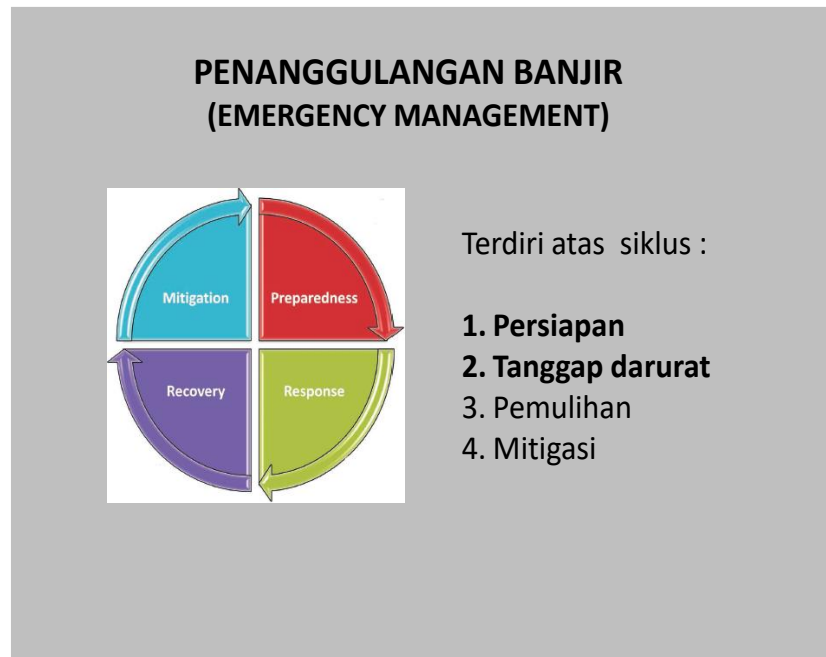 PENANGGULANGAN BANJIR
(EMERGENCY MANAGEMENT)
Mitigation
Preparedness
Recovery
Response
Terdiri atas siklus :
1. Persiapan
2. Tanggap darurat
3. Pemulihan
4. Mitigasi